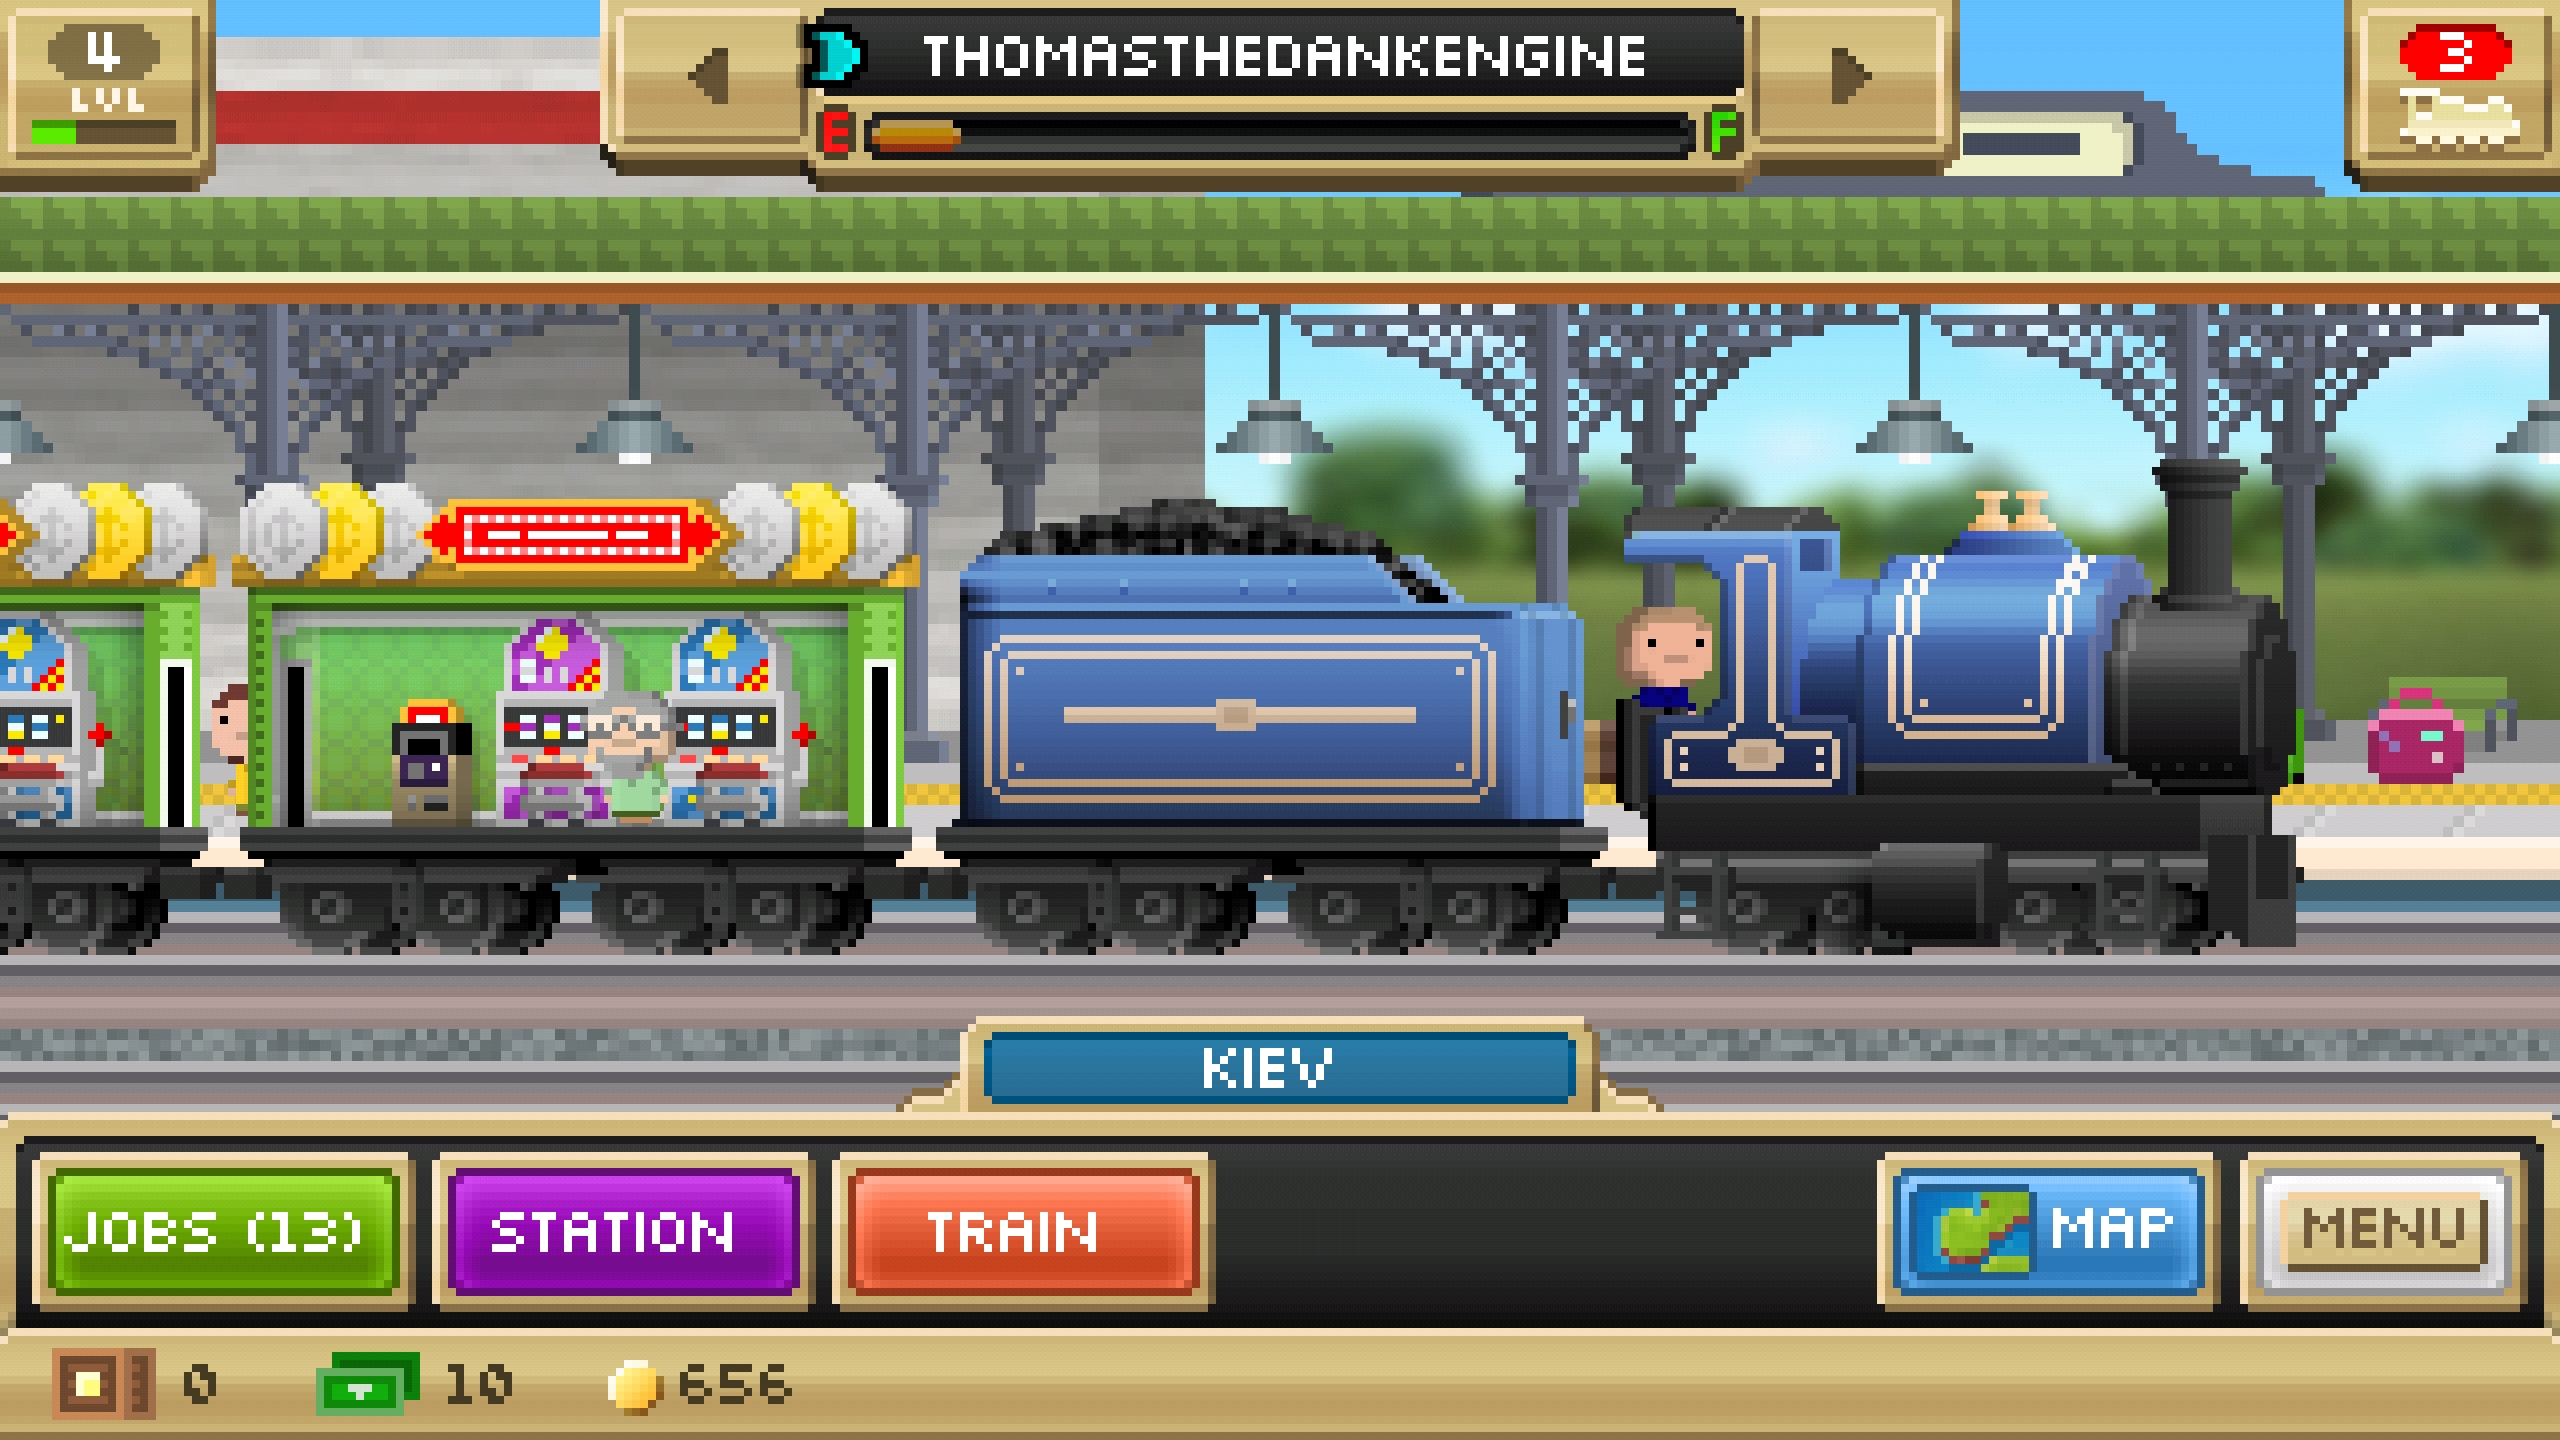 4
LVL
THOMASTHEDANKENGINE
E
F
3
KIEV
JOBS (13)
STATION
TRAIN
MAP
MENU
0
10
656